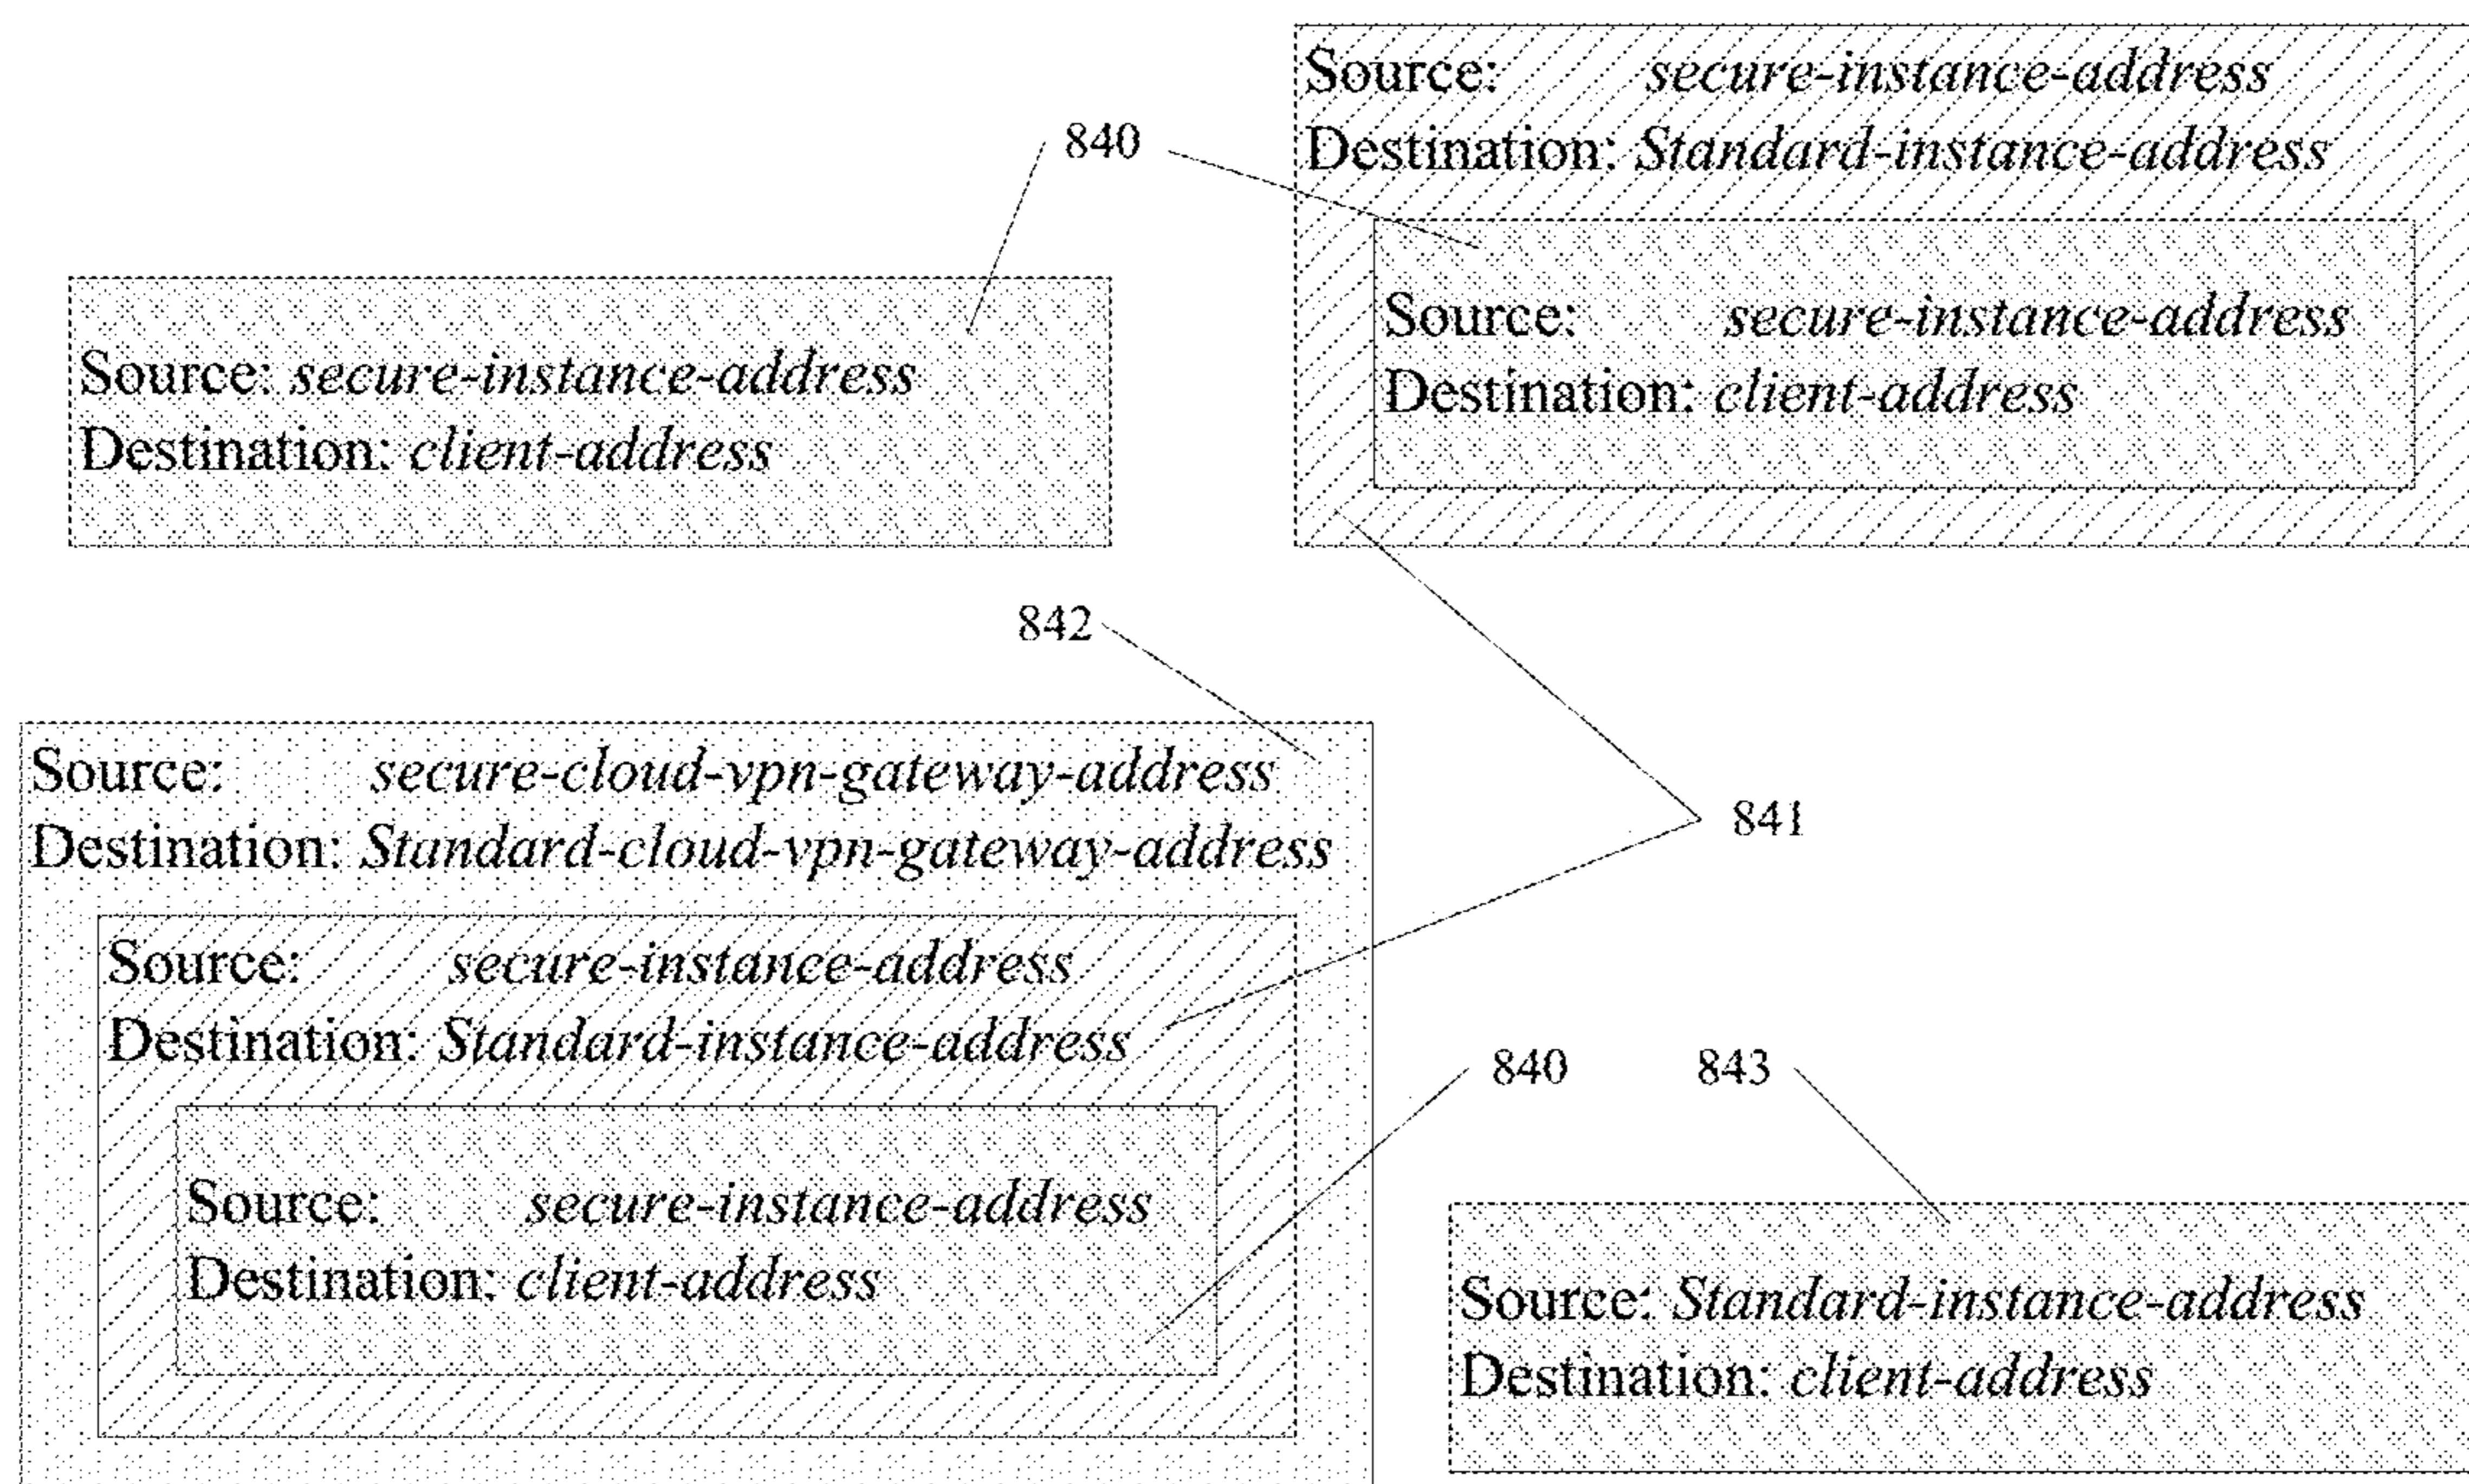 840
Source: secure-instance-address
Destination: client-address
Source: secure-instance-address
Destination: Standard-instance-address
Source: secure-instance-address
Destination: client-address
842
841
Source: secure-cloud-vpn-gateway-address
Destination: Standard-cloud-vpn-gateway-address
Source: secure-instance-address
Destination: Standard-instance-address
Source: secure-instance-address
Destination: client-address
840
843
Source: Standard-instance-address
Destination: client-address